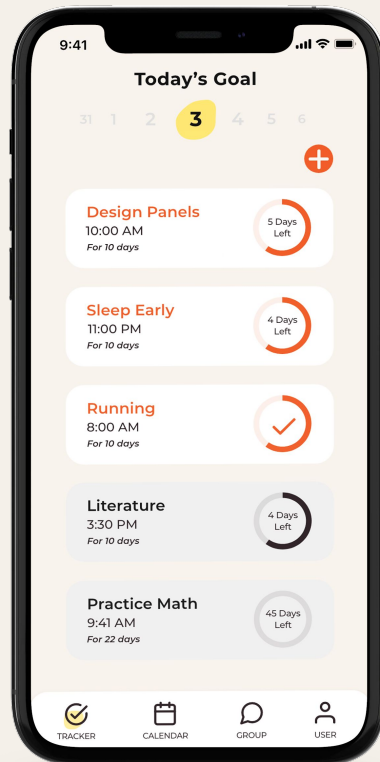 9:41
Today's Goal
31 1 2 3 4 5 6
Design Panels
10:00 AM
For 10 days
5 Days
Left
Sleep Early
11:00 PM
For 10 days
4 Days
Left
Running
8:00 AM
For 10 days
Literature
3:30 PM
For 10 days
4 Days
Left
Practice Math
9:41 AM
For 22 days
45 Days
Left
TRACKER CALENDAR GROUP USER